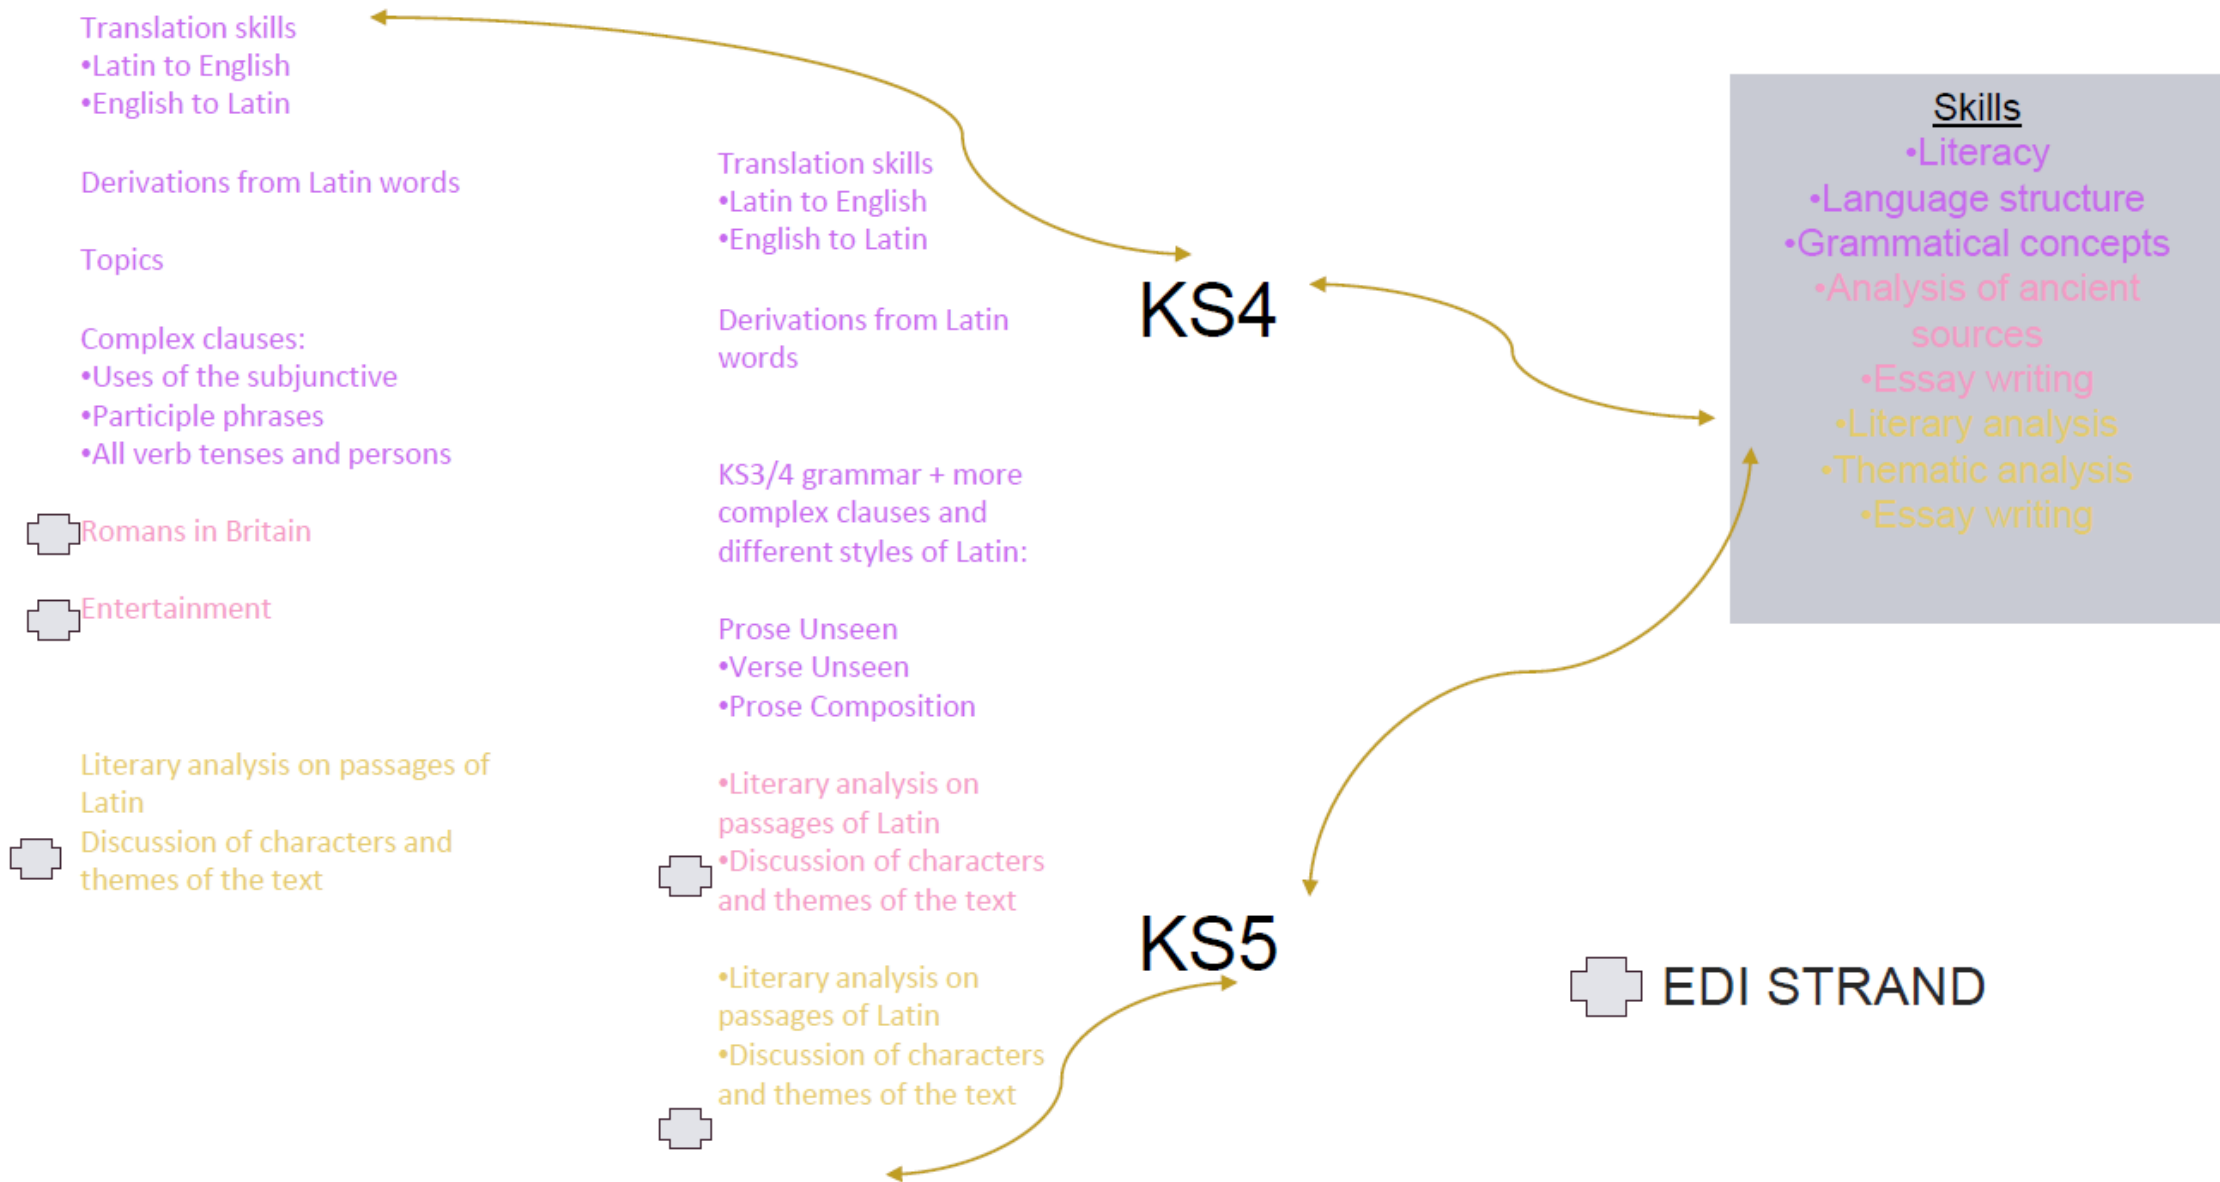 Translation skills
•Latin to English
•English to Latin
Derivations from Latin words
Topics
Complex clauses:
•Uses of the subjunctive
•Participle phrases
•All verb tenses and persons
Romans in Britain
Entertainment
Literary analysis on passages of
Latin
Discussion of characters and
themes of the text
Translation skills
•Latin to English
•English to Latin
Derivations from Latin
words
KS3/4 grammar + more
complex clauses and
different styles of Latin:
Prose Unseen
•Verse Unseen
•Prose Composition
•Literary analysis on
passages of Latin
•Discussion of characters
and themes of the text
•Literary analysis on
passages of Latin
•Discussion of characters
and themes of the text
KS4
KS5
Skills
•Literacy
•Language structure
•Grammatical concepts
•Analysis of ancient
sources
•Essay writing
•Literary analysis
•Thematic analysis
•Essay writing
EDI STRAND